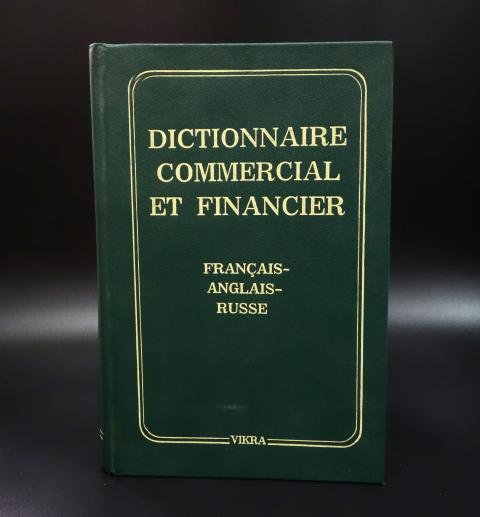 DICTIONNAIRE
COMMERCIAL
ET FINANCIER
FRANÇAIS-
ANGLAIS-
RUSSE
VIKRA